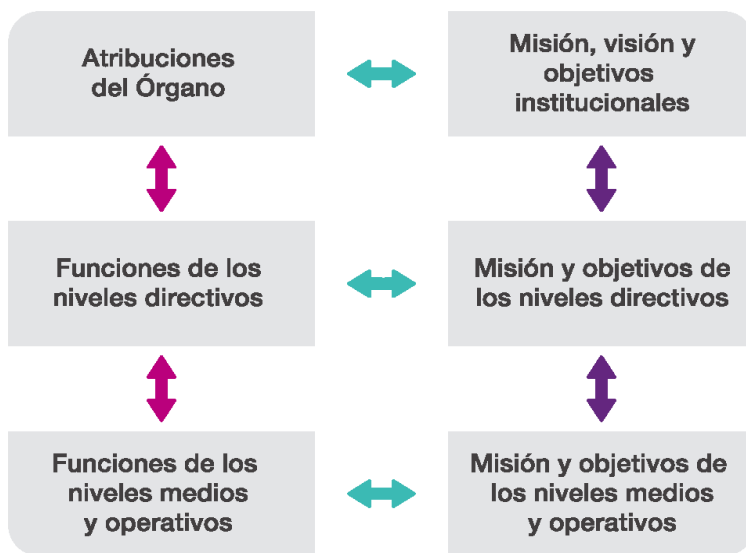 Atribuciones
del Órgano
Misión, visión y
objetivos
institucionales
Funciones de los
niveles directivos
Misión y objetivos de
los niveles directivos
Funciones de los
niveles medios
y operativos
Misión y objetivos de
los niveles medios
y operativos